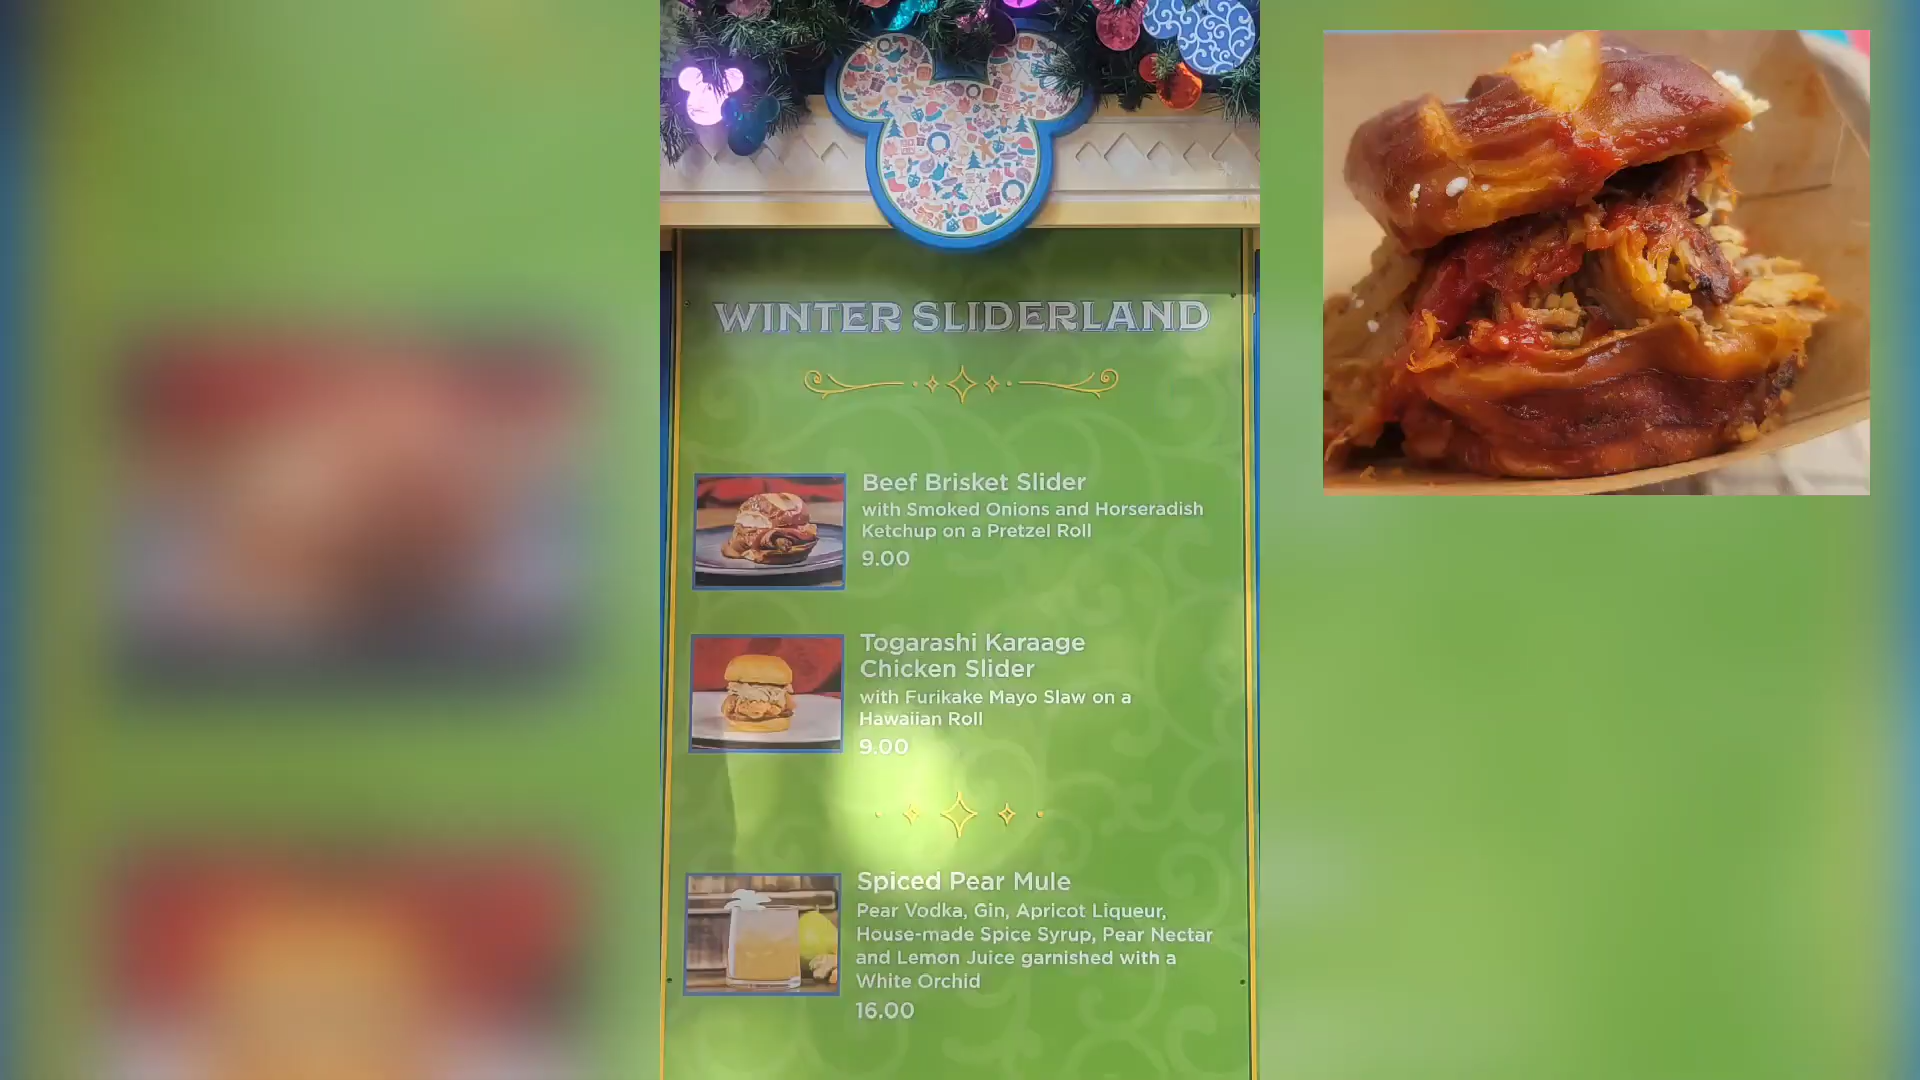 WINTER SLIDERLAND
Beef Brisket Slider
with Smoked Onions and Horseradish
Ketchup on a Pretzel Roll
9.00
Togarashi Karaage
Chicken Slider
with Furikake Mayo Slaw on a
Hawaiian Roll
9.00
Spiced Pear Mule
Pear Vodka, Gin, Apricot Liqueur,
House-made Spice Syrup, Pear Nectar
and Lemon Juice garnished with a
White Orchid
16.00